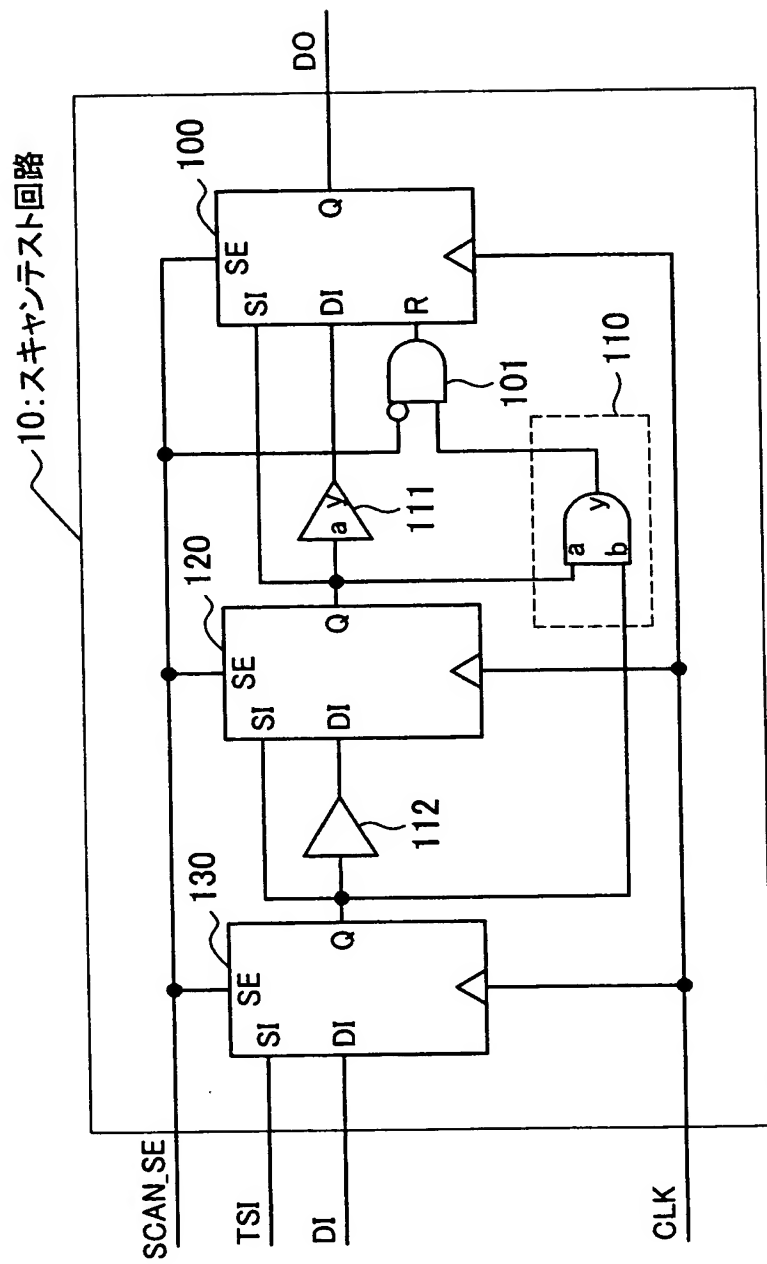 10:スキャンテスト回路
SCAN_SE
TSI
DI
CLK
DO
130
SE
SI
DI
Q
112
120
SE
SI
DI
Q
a y
111
100
SE
SI
DI
R
Q
101
110
a
b
y